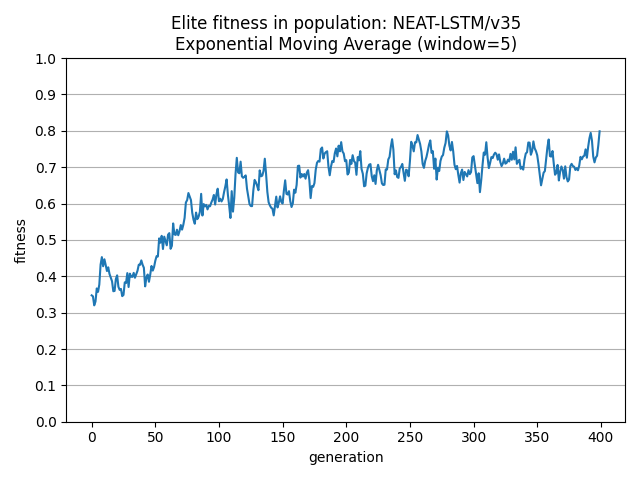 Elite fitness in population: NEAT-LSTM/v35
Exponential Moving Average (window=5)
1.0
0.9
0.8
0.7
0.6
0.5
0.4
0.3
0.2
0.1
0.0
fitness
0 50 100 150 200 250 300 350 400
generation